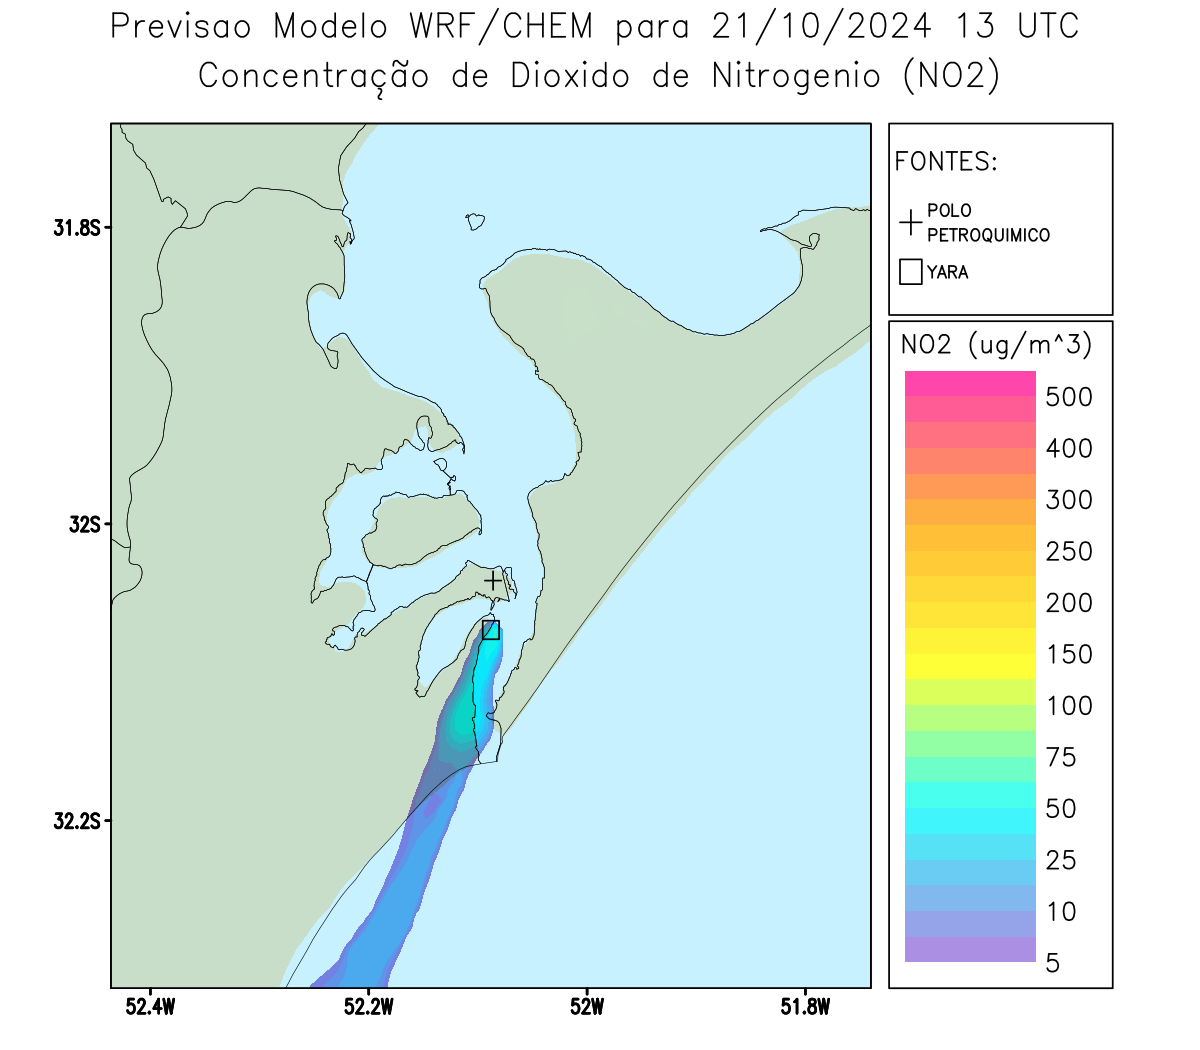 Previsao Modelo WRF/CHEM para 21/10/2024 13 UTC
Concentração de Dioxido de Nitrogenio (NO2)
FONTES:
POLO
PETROQUIMICO
YARA
NO2 (ug/m^3)
500
400
300
250
200
150
100
75
50
25
10
5
31.8S
32S
32.2S
52.4W
52.2W
52W
51.8W